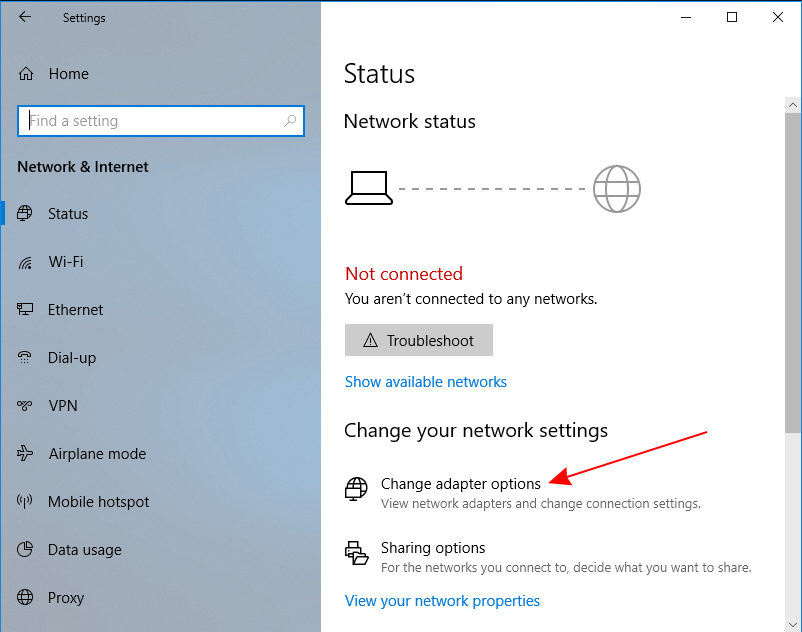 Settings
Home
Find a setting
Network & Internet
Status
Wi-Fi
Ethernet
Dial-up
VPN
Airplane mode
Mobile hotspot
Data usage
Proxy
Status
Network status
Not connected
You aren’t connected to any networks.
Troubleshoot
Show available networks
Change your network settings
Change adapter options
View network adapters and change connection settings.
Sharing options
For the networks you connect to, decide what you want to share.
View your network properties